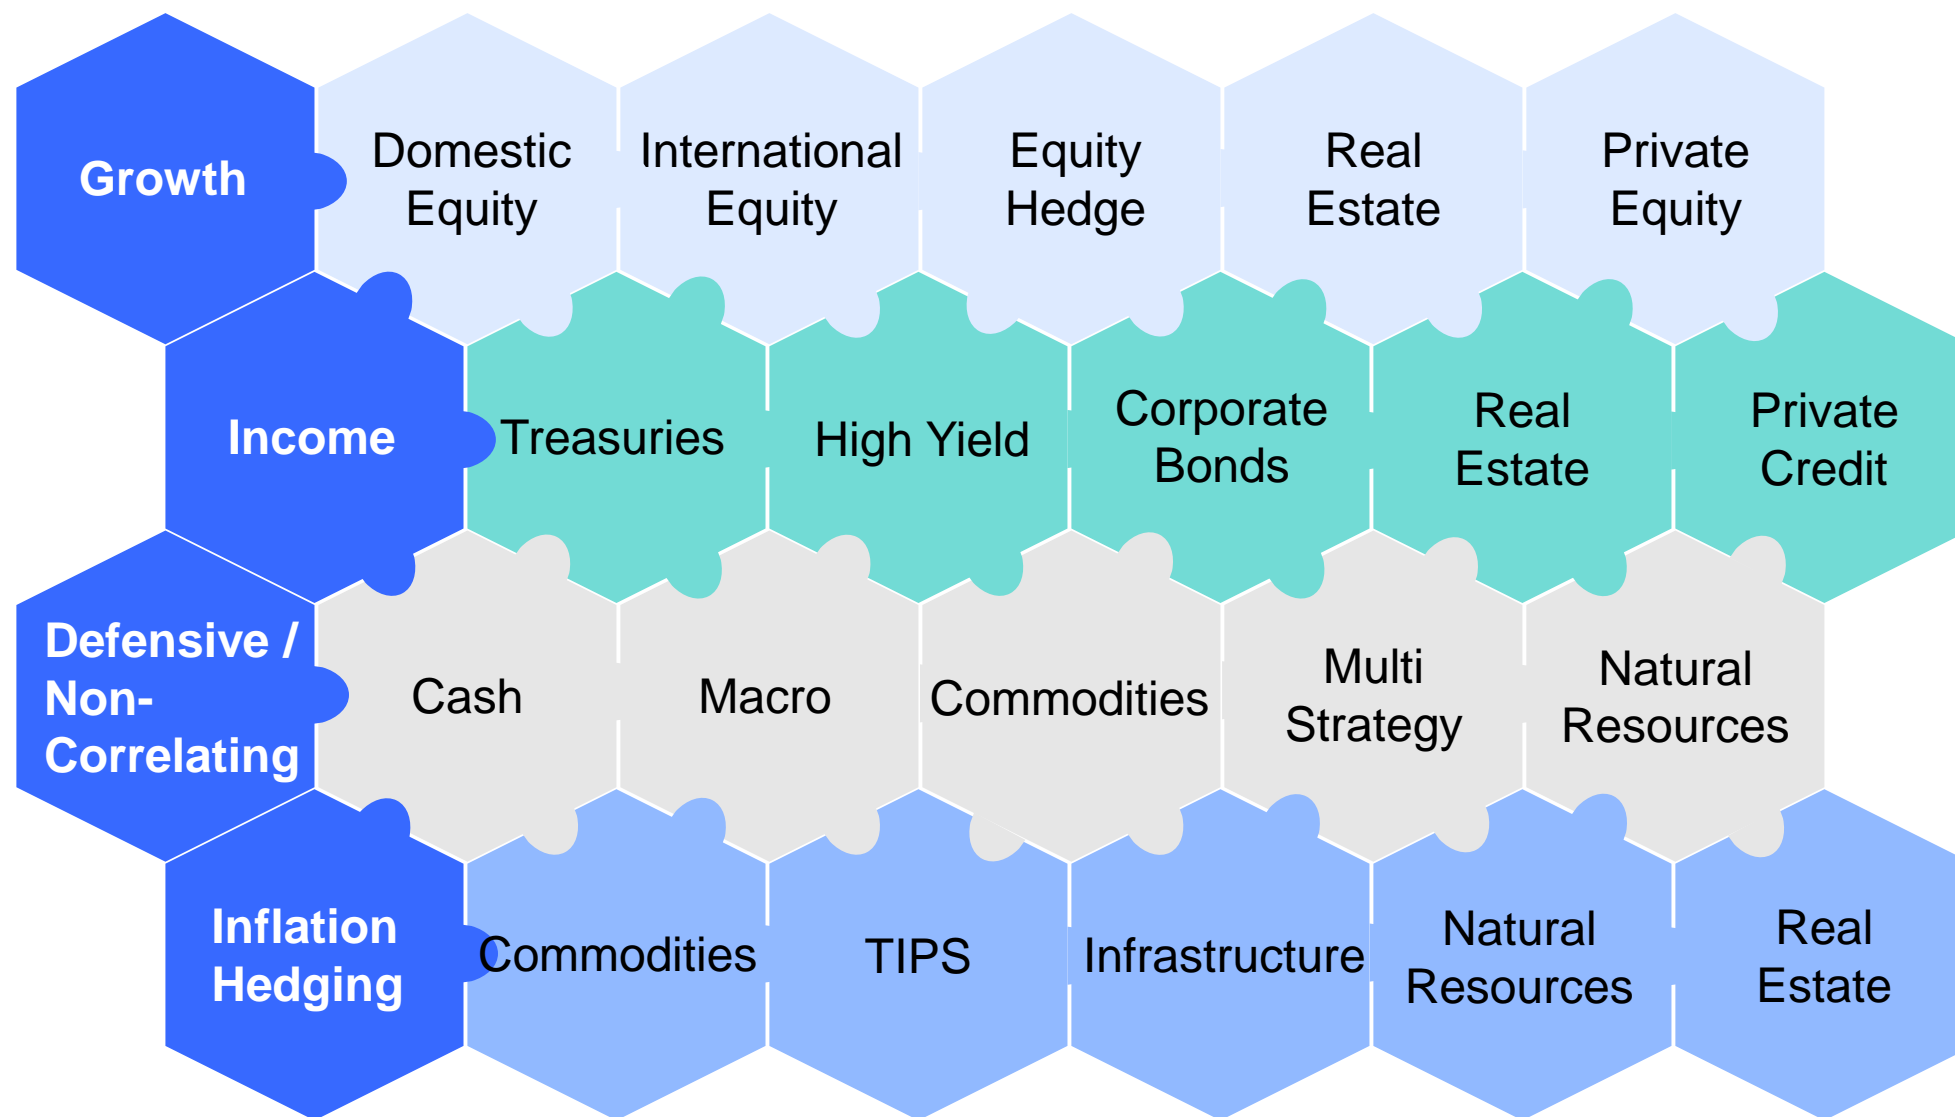 Growth
Domestic
Equity
International
Equity
Equity
Hedge
Real
Estate
Private
Equity
Income
Treasuries
High Yield
Corporate
Bonds
Real
Estate
Private
Credit
Defensive /
Non-
Correlating
Cash
Macro
Commodities
Multi
Strategy
Natural
Resources
Inflation
Hedging
Commodities
TIPS
Infrastructure
Natural
Resources
Real
Estate